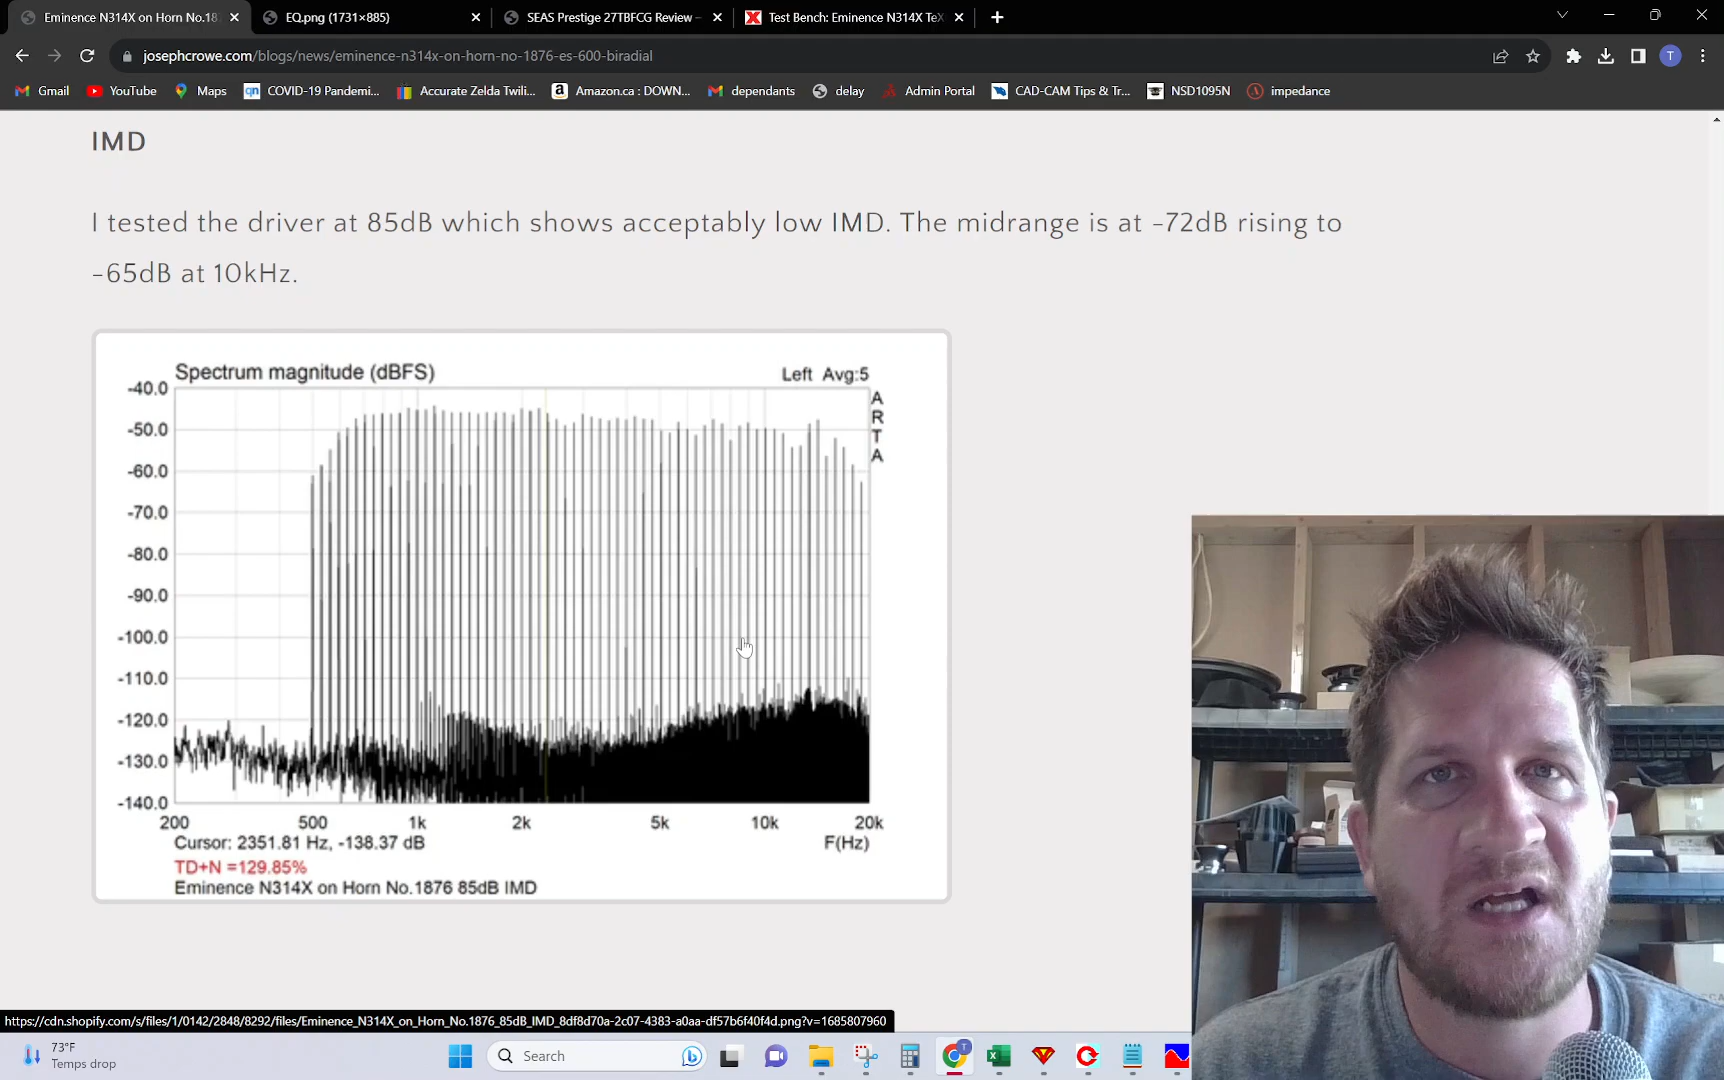 Eminence N314X on Horn No.18
EQ.png (1731×885)
SEAS Prestige 27TBFCG Review –
Test Bench: Eminence N314X TeX
josephcrowe.com/blogs/news/eminence-n314x-on-horn-no-1876-es-600-biradial
T
Gmail
YouTube
Maps
COVID-19 Pandemi...
Accurate Zelda Twili...
Amazon.ca : DOWN...
dependants
delay
Admin Portal
CAD-CAM Tips & Tr...
NSD1095N
impedance
IMD
I tested the driver at 85dB which shows acceptably low IMD. The midrange is at -72dB rising to
-65dB at 10kHz.
Spectrum magnitude (dBFS)
Left Avg:5
-40.0
-50.0
-60.0
-70.0
-80.0
-90.0
-100.0
-110.0
-120.0
-130.0
-140.0
A
R
T
A
200
500
1k
2k
5k
10k
20k
Cursor: 2351.81 Hz, -138.37 dB
F(Hz)
TD+N =129.85%
Eminence N314X on Horn No.1876 85dB IMD
https://cdn.shopify.com/s/files/1/0142/2848/8292/files/Eminence_N314X_on_Horn_No.1876_85dB_IMD_8df8d70a-2c07-4383-a0aa-df57b6f40f4d.png?v=1685807960
73°F
Temps drop
Search
T